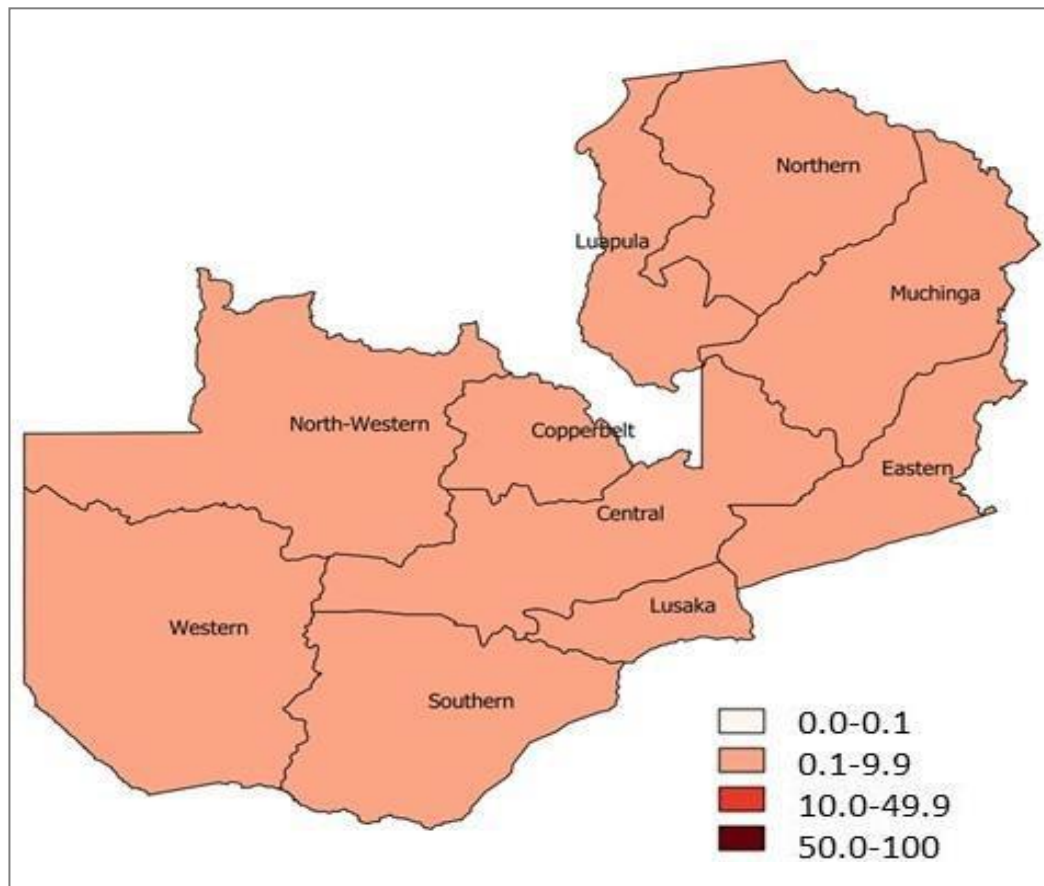 Northern
Luapula
Muchinga
North-Western
Copperbelt
Eastern
Central
Lusaka
Western
Southern
0.0-0.1
0.1-9.9
10.0-49.9
50.0-100